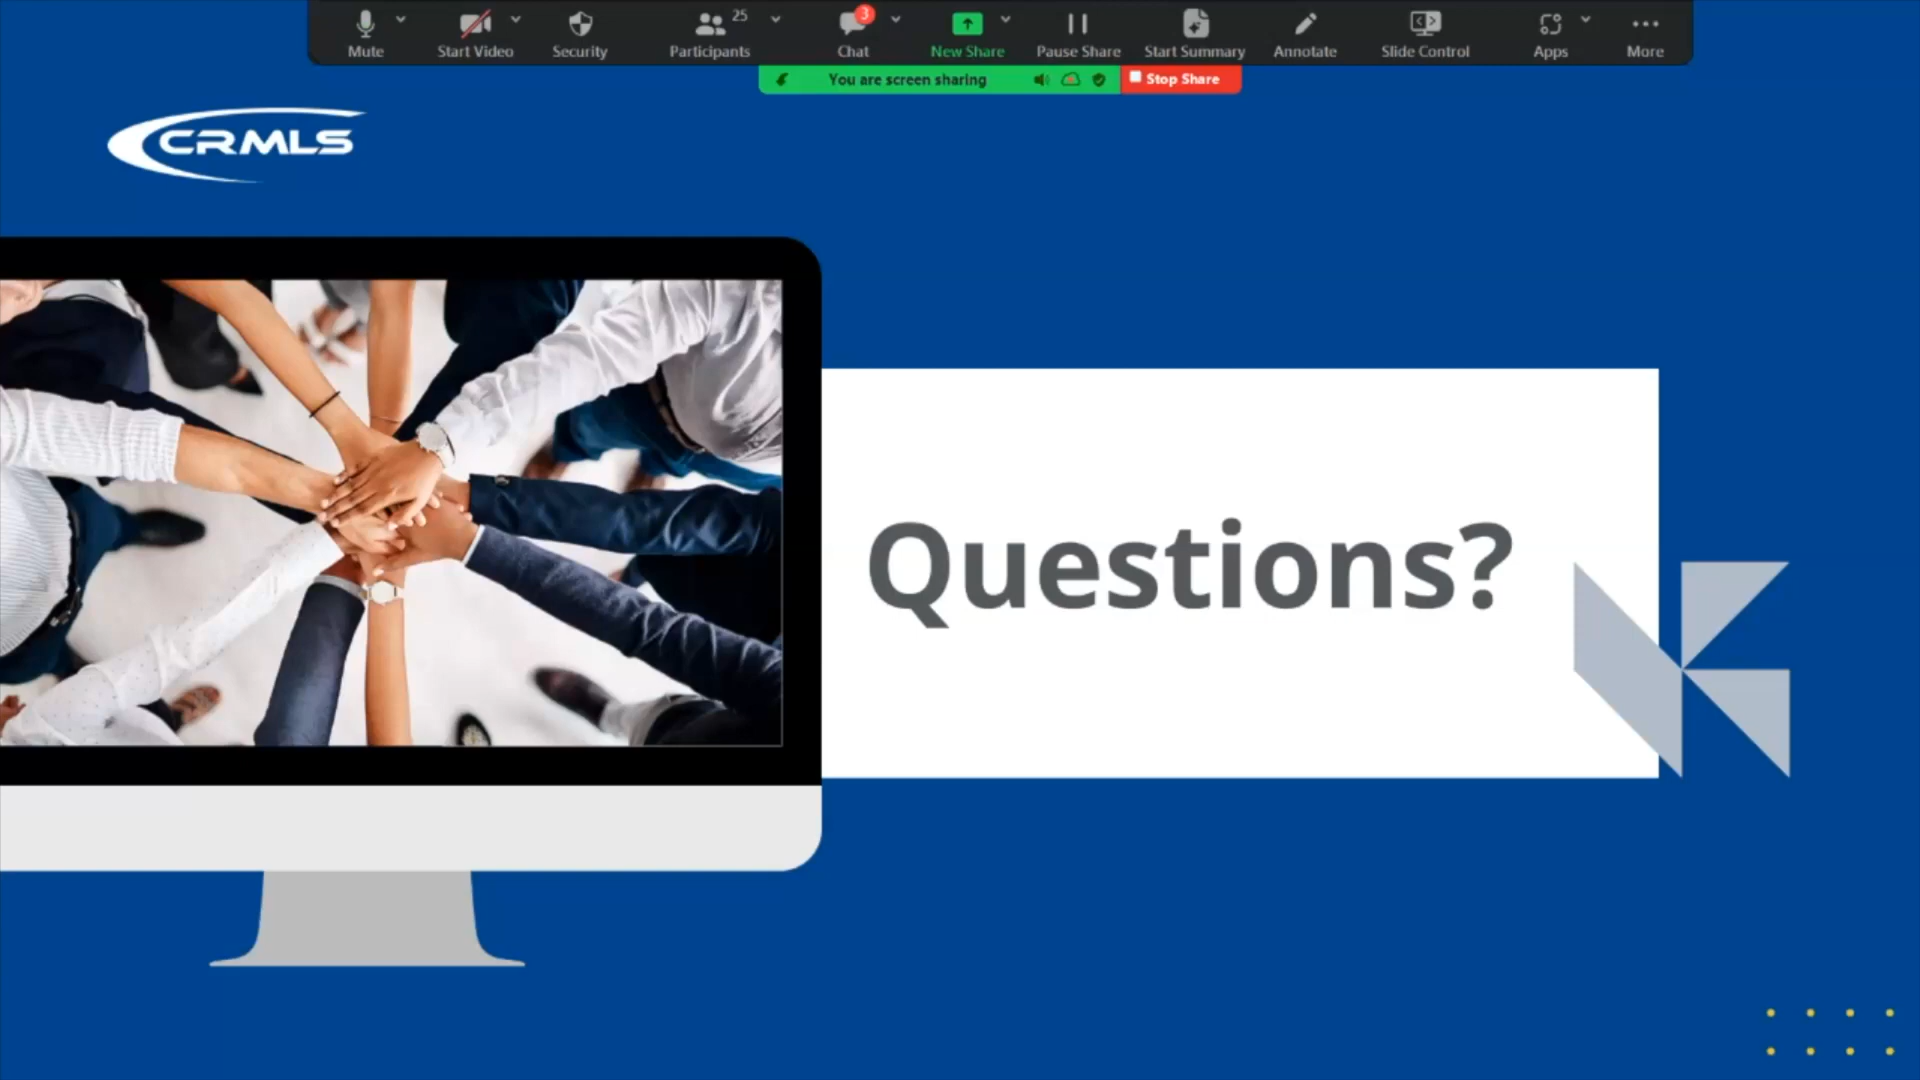 Mute
Start Video
Security
25
Participants
3
Chat
New Share
Pause Share
Start Summary
Annotate
Slide Control
Apps
More
You are screen sharing
Stop Share
CRMLS
Questions?